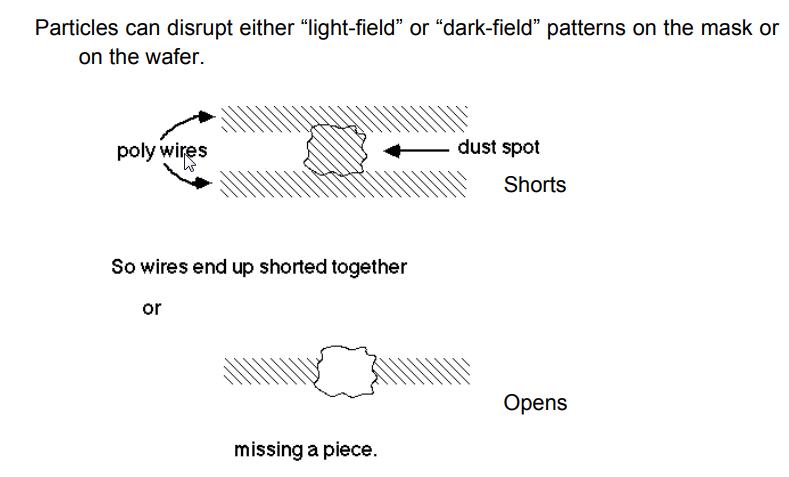 Particles can disrupt either “light-field” or “dark-field” patterns on the mask or
on the wafer.
poly wires
dust spot
Shorts
So wires end up shorted together
or
Opens
missing a piece.